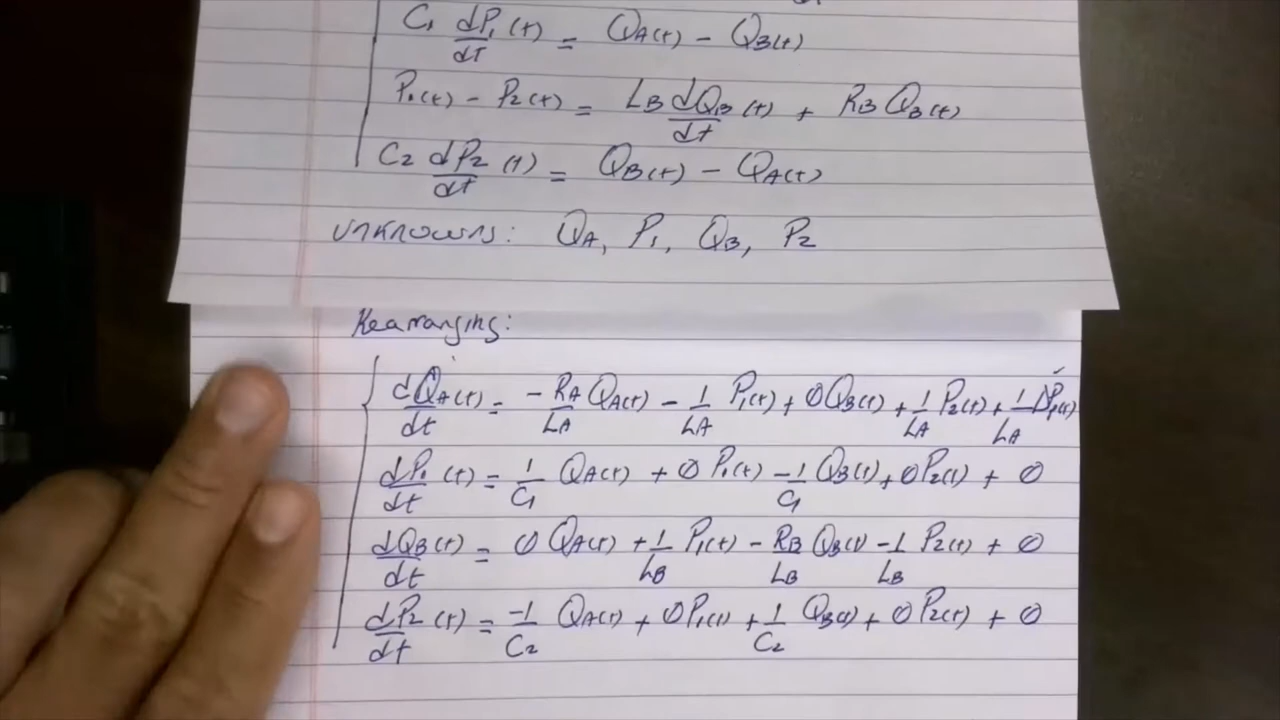 C₁ dP₁(t)/dt = QA(t) − QB(t)
P₁(t) − P₂(t) = LB dQB(t)/dt + RB QB(t)
C₂ dP₂(t)/dt = QB(t) − QA(t)
unknowns: QA, P₁, QB, P₂
Rearranging:
dQA(t)/dt = −RA/LA QA(t) − 1/LA P₁(t) + 0 QB(t) + 1/LA P₂(t) + 1/LA ΔP₁(t)
dP₁(t)/dt = 1/C₁ QA(t) + 0 P₁(t) − 1/C₁ QB(t) + 0 P₂(t) + 0
dQB(t)/dt = 0 QA(t) + 1/LB P₁(t) − RB/LB QB(t) − 1/LB P₂(t) + 0
dP₂(t)/dt = −1/C₂ QA(t) + 0 P₁(t) + 1/C₂ QB(t) + 0 P₂(t) + 0